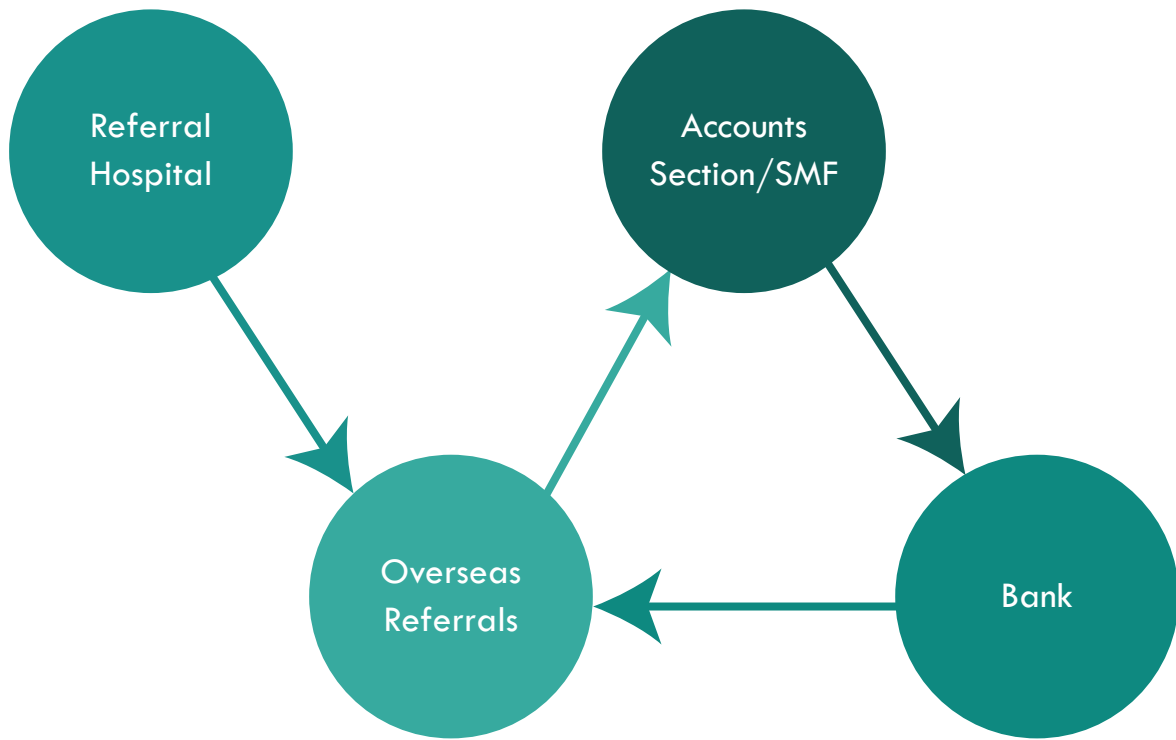 Referral
Hospital
Accounts
Section/SMF
Overseas
Referrals
Bank